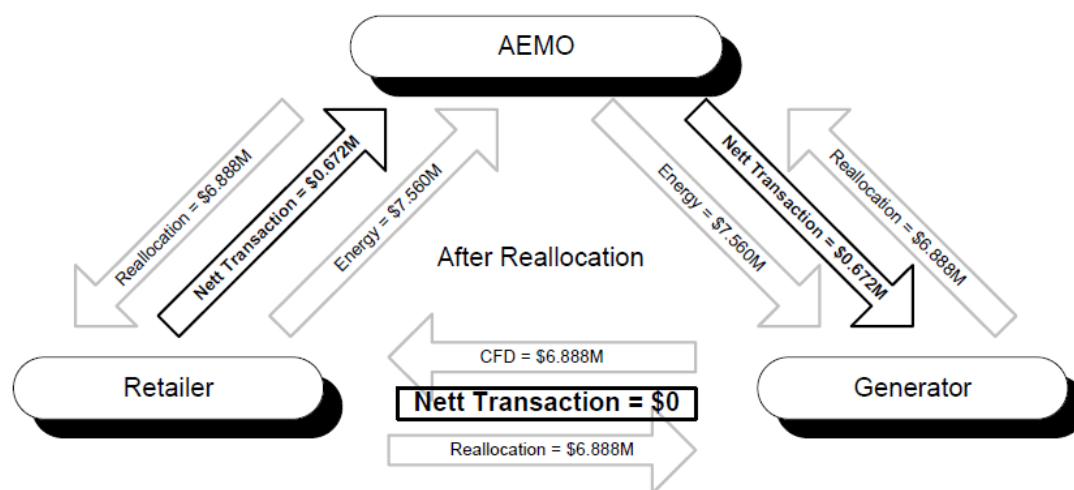 AEMO
Reallocation = $6.888M
Nett Transaction = $0.672M
Energy = $7.560M
Energy = $7.560M
Nett Transaction = $0.672M
Reallocation = $6.888M
After Reallocation
Retailer
CFD = $6.888M
Nett Transaction = $0
Reallocation = $6.888M
Generator